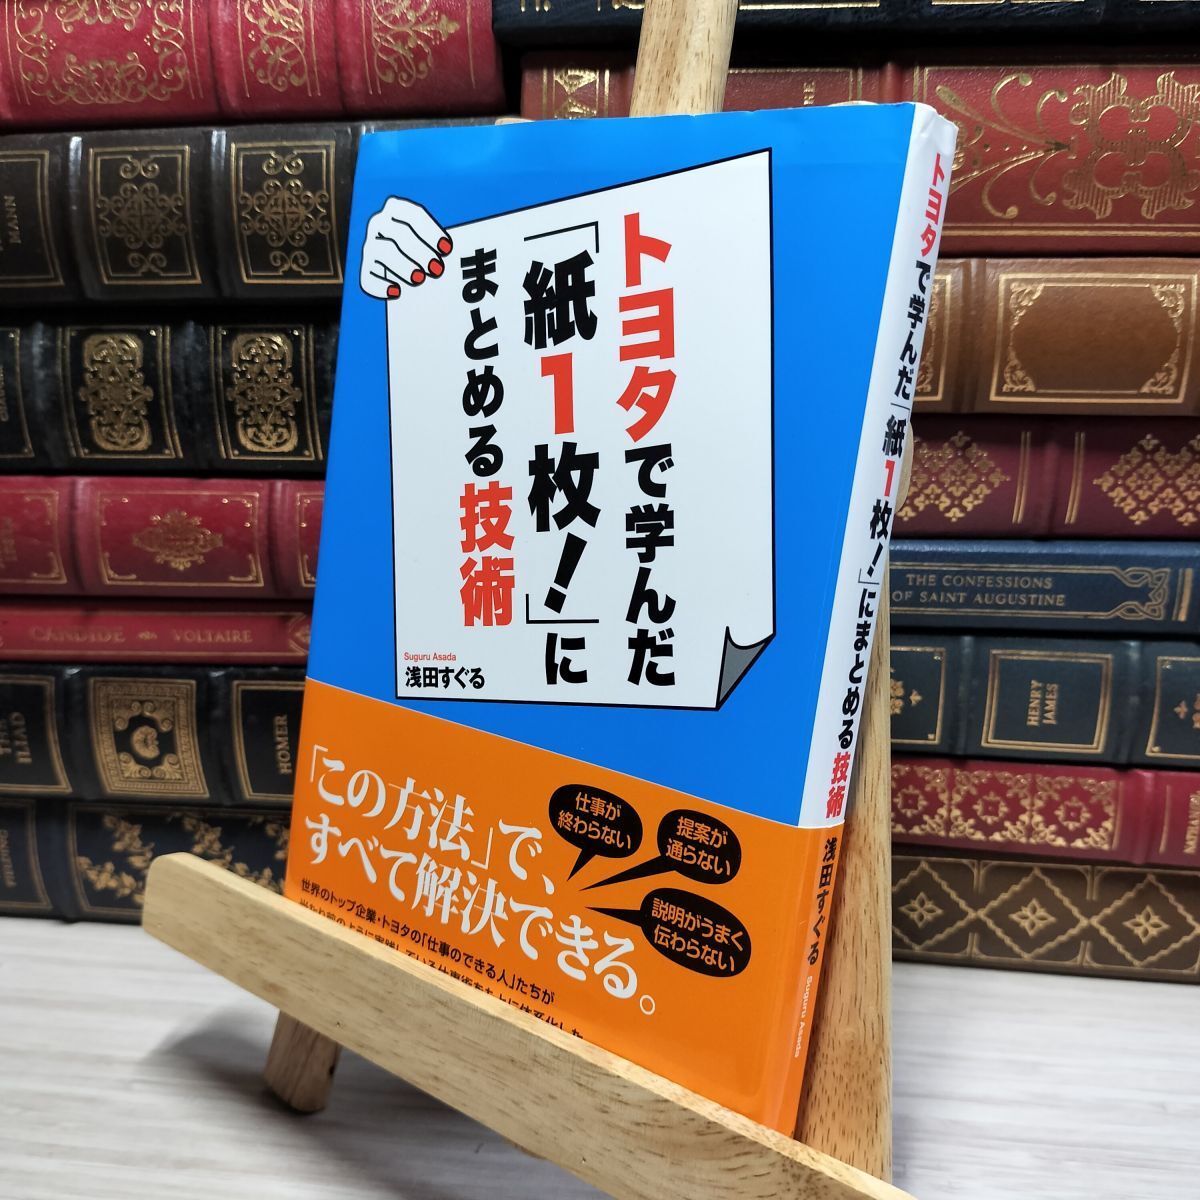 トヨタで学んだ
「紙1枚!」に
まとめる技術
Suguru Asada
浅田すぐる
「この方法」で、
すべて解決できる。
仕事が
終わらない
提案が
通らない
説明がうまく
伝わらない
世界のトップ企業・トヨタの「仕事のできる人」たちが
トヨタで学んだ「紙1枚!」にまとめる技術
浅田すぐる
Suguru Asada
MANN
CANDIDE VOLTAIRE
THE ILIAD
HOMER
THE CONFESSIONS
OF SAINT AUGUSTINE
HENRY
JAMES